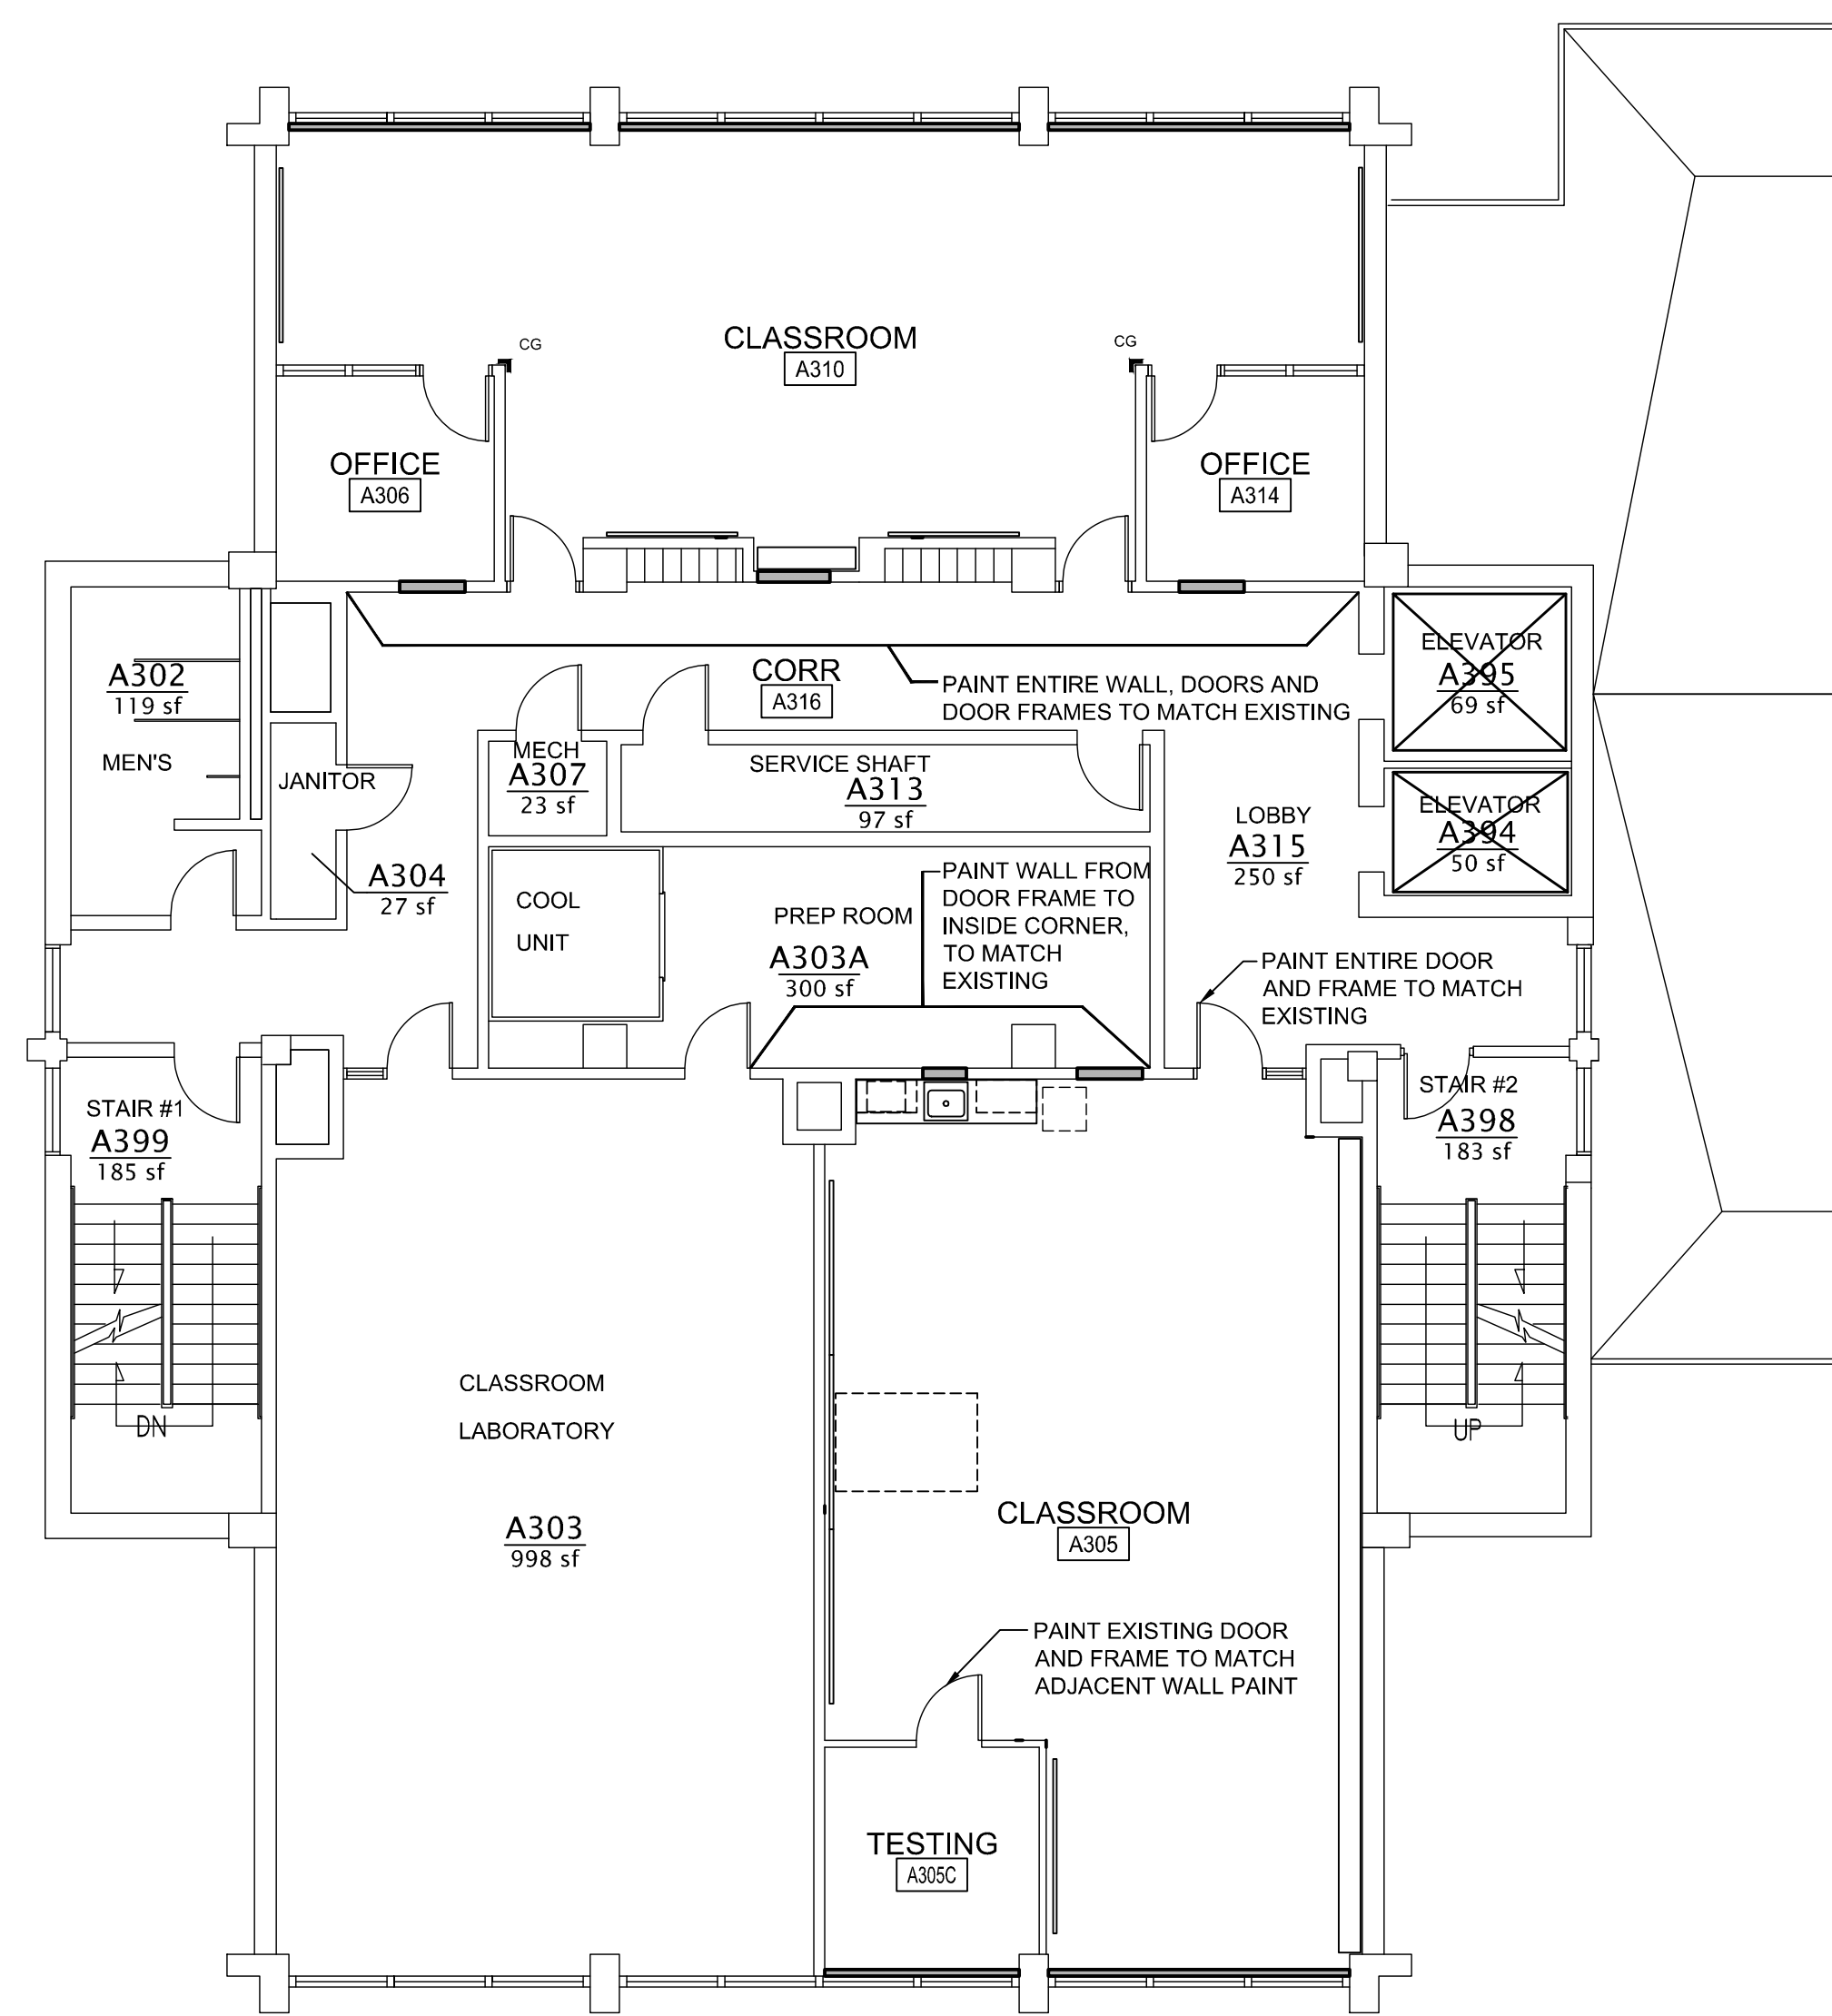 CG
CLASSROOM
A310
CG
OFFICE
A306
OFFICE
A314
A302
119 sf
MEN'S
JANITOR
A304
27 sf
CORR
A316
PAINT ENTIRE WALL, DOORS AND
DOOR FRAMES TO MATCH EXISTING
ELEVATOR
A395
69 sf
MECH
A307
23 sf
SERVICE SHAFT
A313
97 sf
LOBBY
A315
250 sf
ELEVATOR
A394
50 sf
COOL
UNIT
PREP ROOM
A303A
300 sf
PAINT WALL FROM
DOOR FRAME TO
INSIDE CORNER,
TO MATCH
EXISTING
PAINT ENTIRE DOOR
AND FRAME TO MATCH
EXISTING
STAIR #1
A399
185 sf
STAIR #2
A398
183 sf
DN
UP
CLASSROOM
LABORATORY
A303
998 sf
CLASSROOM
A305
PAINT EXISTING DOOR
AND FRAME TO MATCH
ADJACENT WALL PAINT
TESTING
A305C